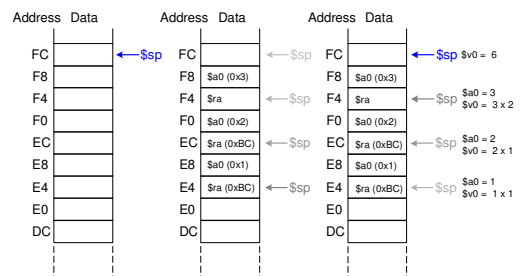 Address Data Address Data Address Data
FC $sp FC $sp FC $sp $v0 = 6
F8 F8 $a0 (0x3) F8 $a0 (0x3)
F4 F4 $ra $sp F4 $ra $sp $a0 = 3
$v0 = 3 x 2
F0 F0 $a0 (0x2) F0 $a0 (0x2)
EC EC $ra (0xBC) $sp EC $ra (0xBC) $sp $a0 = 2
$v0 = 2 x 1
E8 E8 $a0 (0x1) E8 $a0 (0x1)
E4 E4 $ra (0xBC) $sp E4 $ra (0xBC) $sp $a0 = 1
$v0 = 1 x 1
E0 E0 E0
DC DC DC